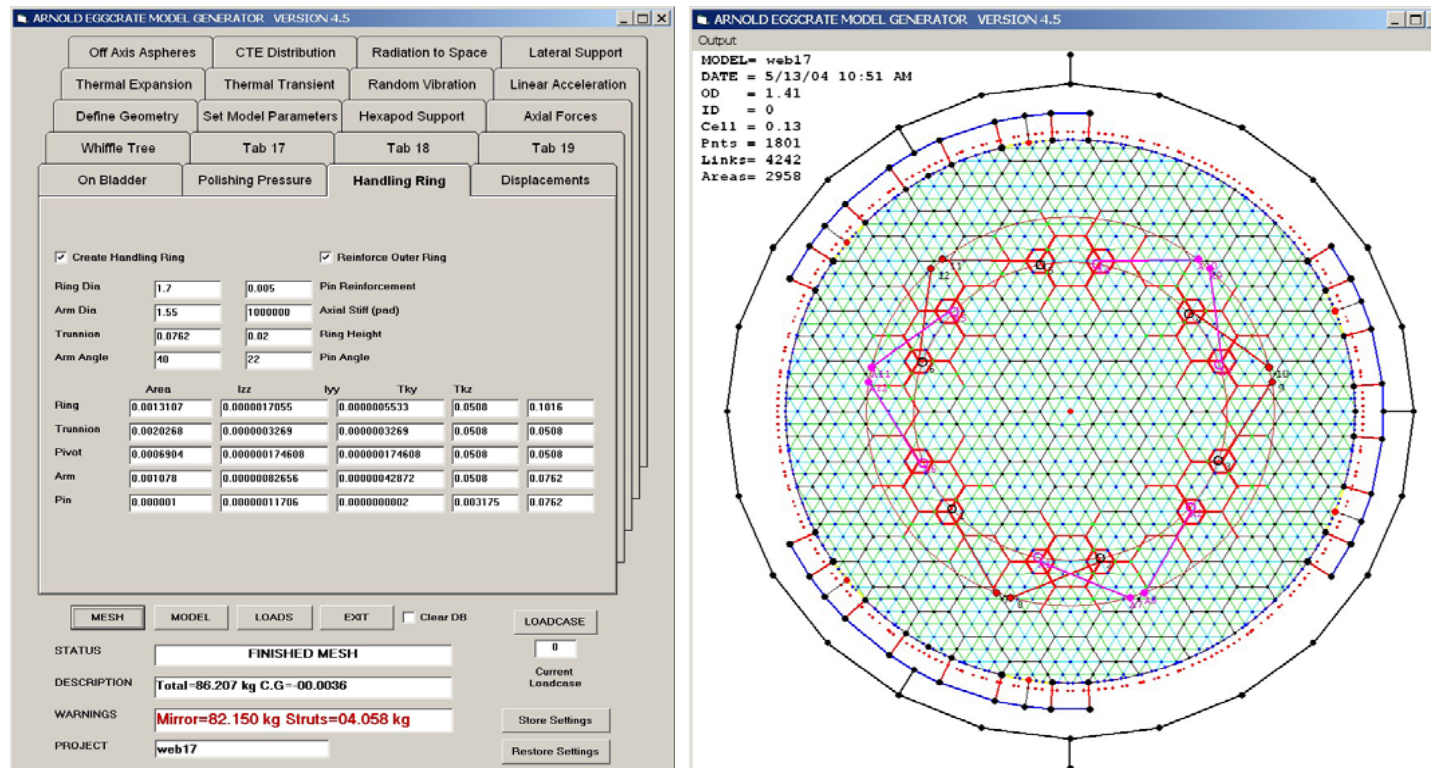 ARNOLD EGGCRATE MODEL GENERATOR VERSION 4.5
Off Axis Aspheres CTE Distribution Radiation to Space Lateral Support
Thermal Expansion Thermal Transient Random Vibration Linear Acceleration
Define Geometry Set Model Parameters Hexapod Support Axial Forces
Whiffle Tree Tab 17 Tab 18 Tab 19
On Bladder Polishing Pressure Handling Ring Displacements
Create Handling Ring Reinforce Outer Ring
Ring Dia 1.7 0.005 Pin Reinforcement
Arm Dia 1.55 1000000 Axial Stiff (pad)
Trunnion 0.0762 0.02 Ring Height
Arm Angle 40 22 Pin Angle
Area Izz Iyy Tky Tkz
Ring 0.0013107 0.0000017055 0.0000005533 0.0508 0.1016
Trunnion 0.0020268 0.0000003269 0.0000003269 0.0508 0.0508
Pivot 0.0006904 0.000000174608 0.000000174608 0.0508 0.0508
Arm 0.001078 0.00000082656 0.00000042872 0.0508 0.0762
Pin 0.000001 0.00000011706 0.0000000002 0.003175 0.0762
MESH MODEL LOADS EXIT Clear DB LOADCASE
STATUS FINISHED MESH 0
Current
Loadcase
DESCRIPTION Total=86.207 kg C.G=-00.0036
WARNINGS Mirror=82.150 kg Struts=04.058 kg Store Settings
PROJECT web17 Restore Settings
ARNOLD EGGCRATE MODEL GENERATOR VERSION 4.5
Output
MODEL= web17
DATE = 5/13/04 10:51 AM
OD = 1.41
ID = 0
Cell = 0.13
Pnts = 1801
Links= 4242
Areas= 2958
11
12
10
9
8